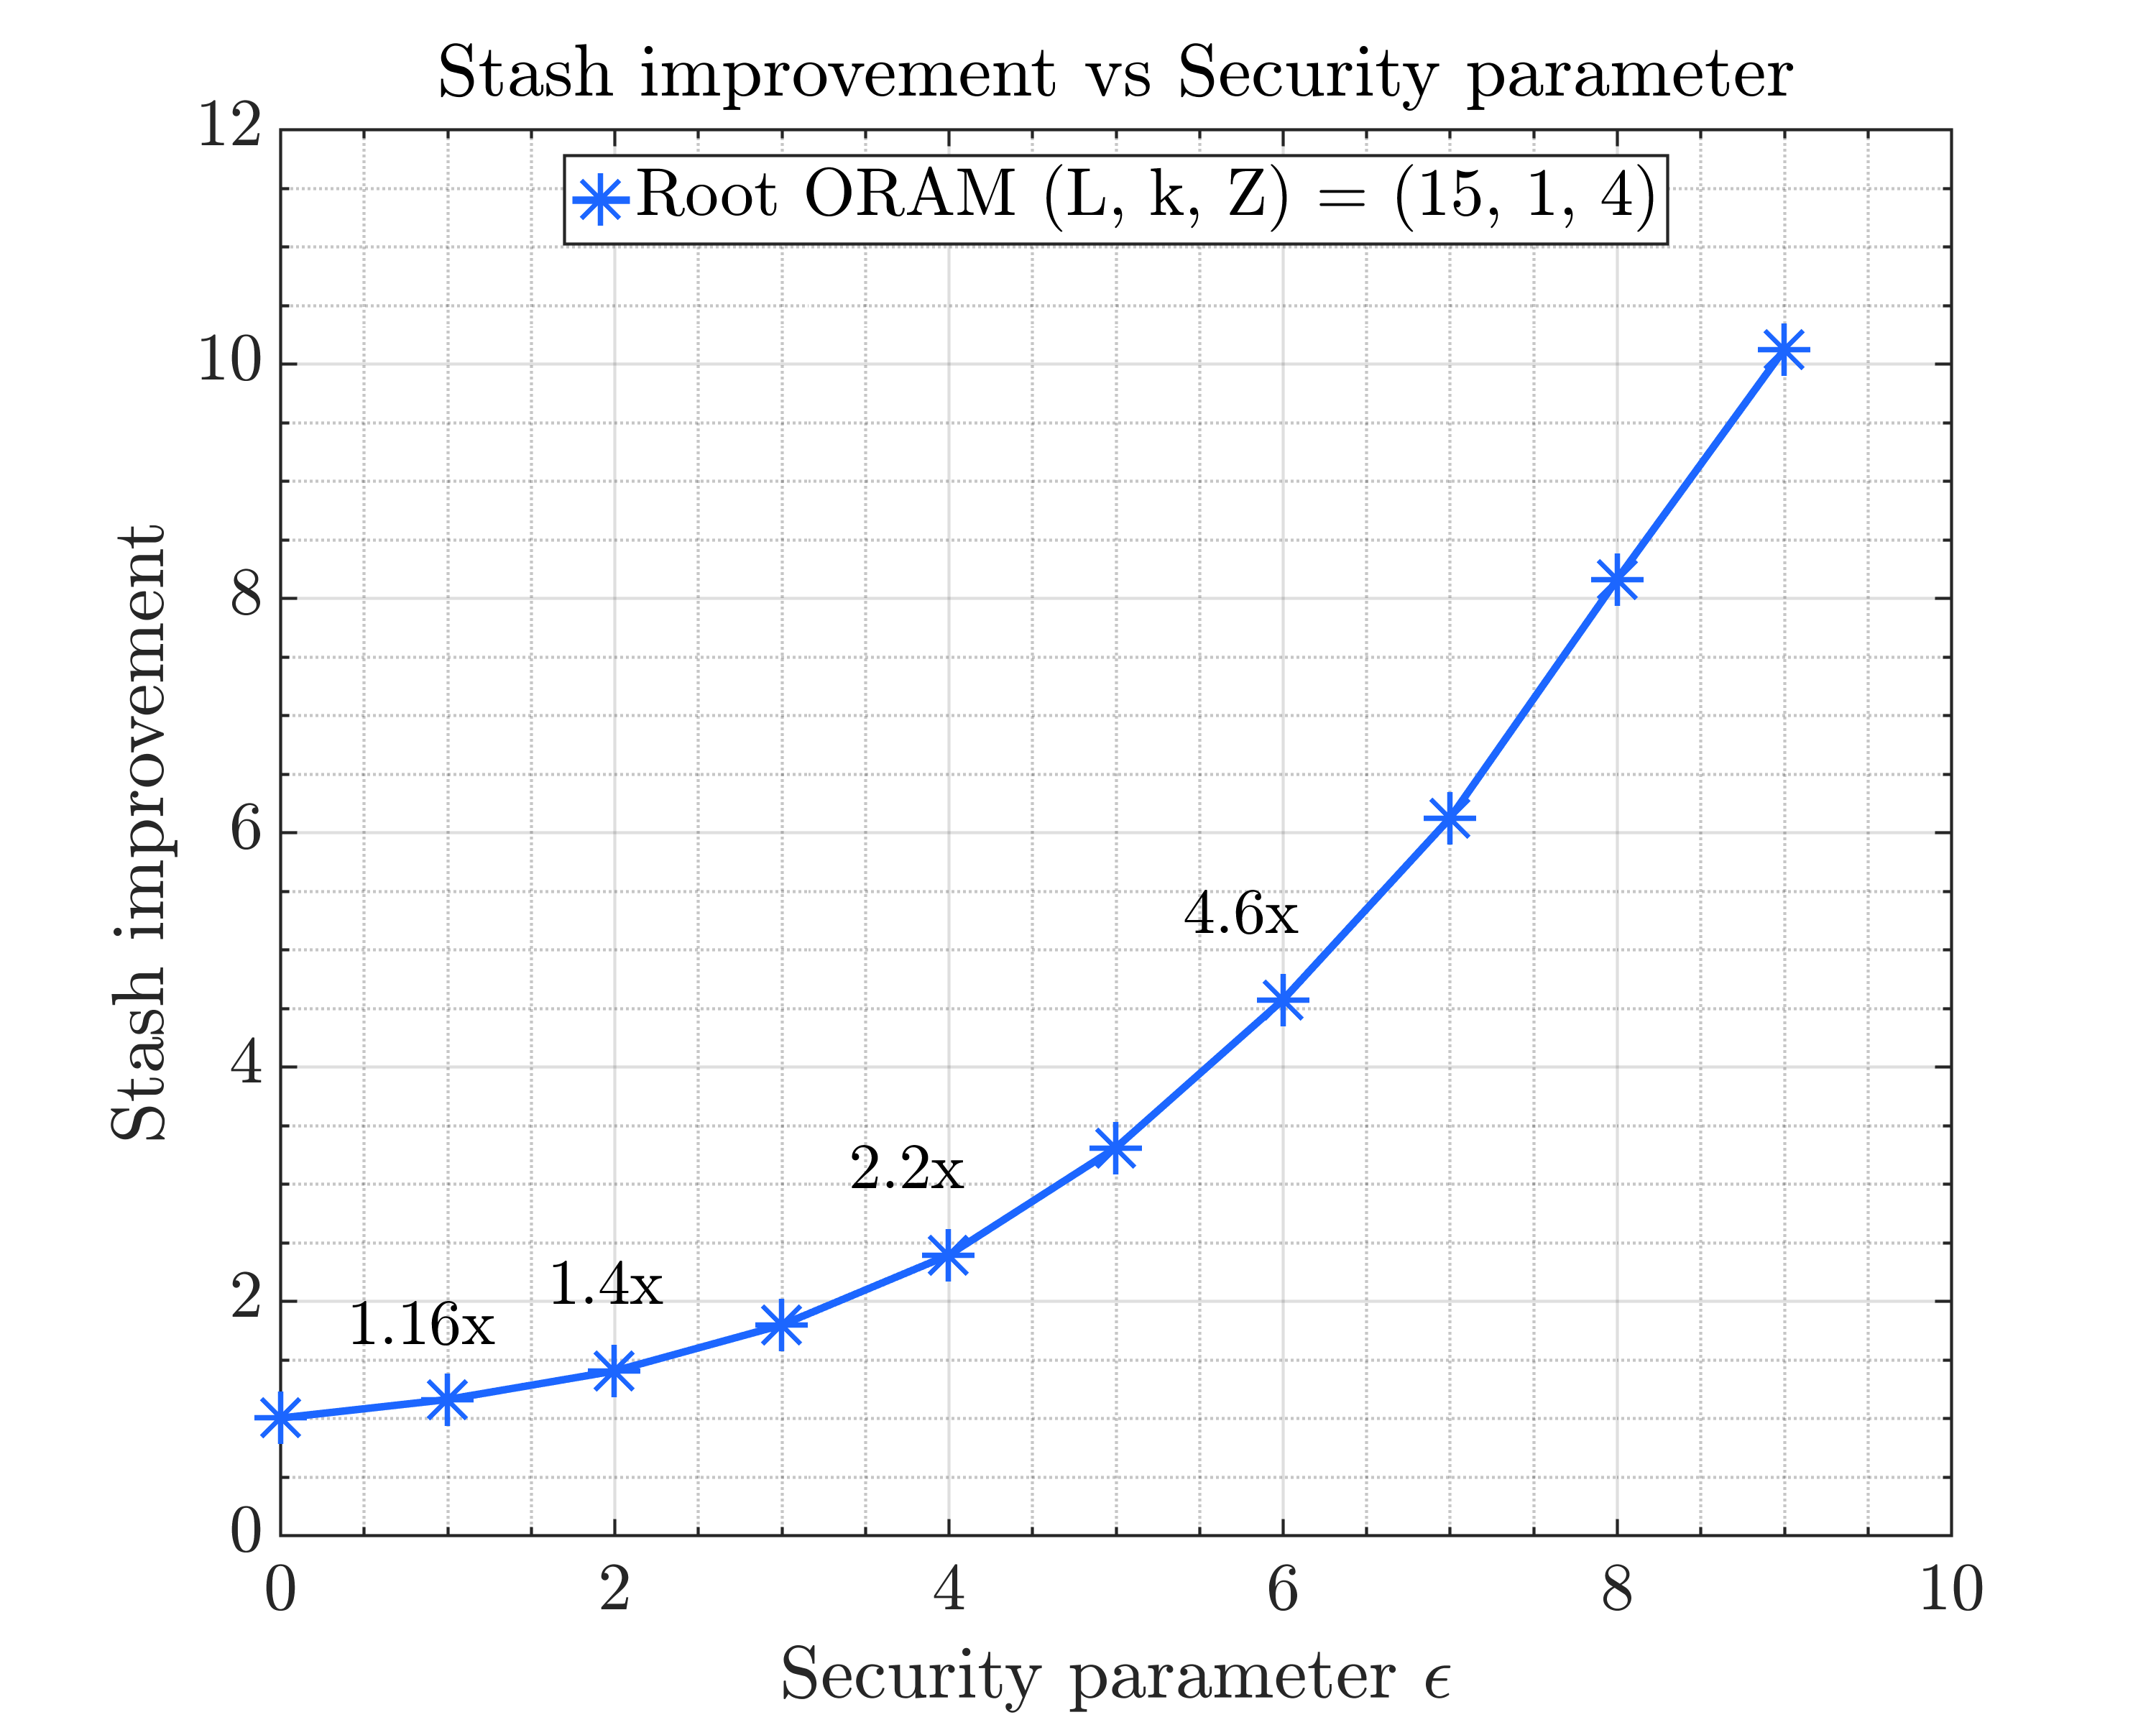 Stash improvement vs Security parameter
Root ORAM (L, k, Z) = (15, 1, 4)
12
10
8
6
4
2
0
Stash improvement
4.6x
2.2x
1.4x
1.16x
0 2 4 6 8 10
Security parameter ϵ